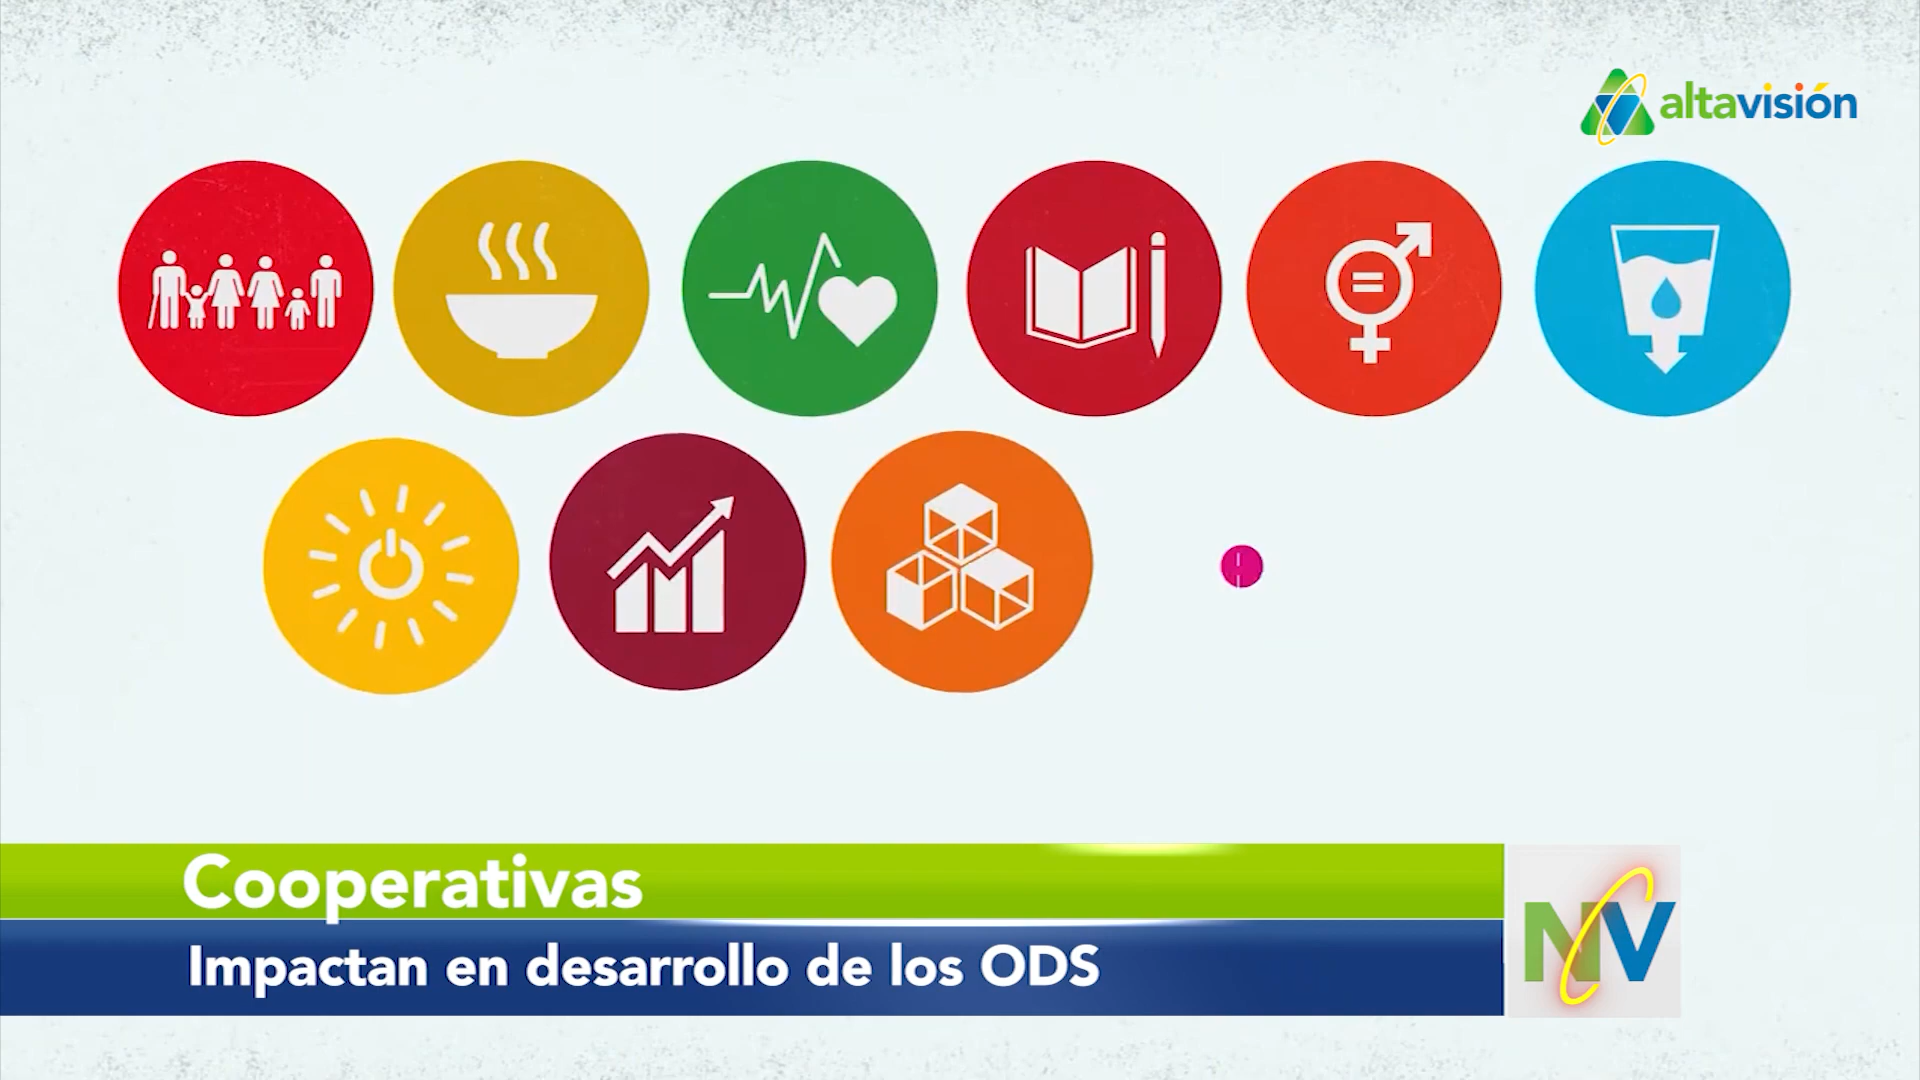 altavisión
Cooperativas
Impactan en desarrollo de los ODS
NV